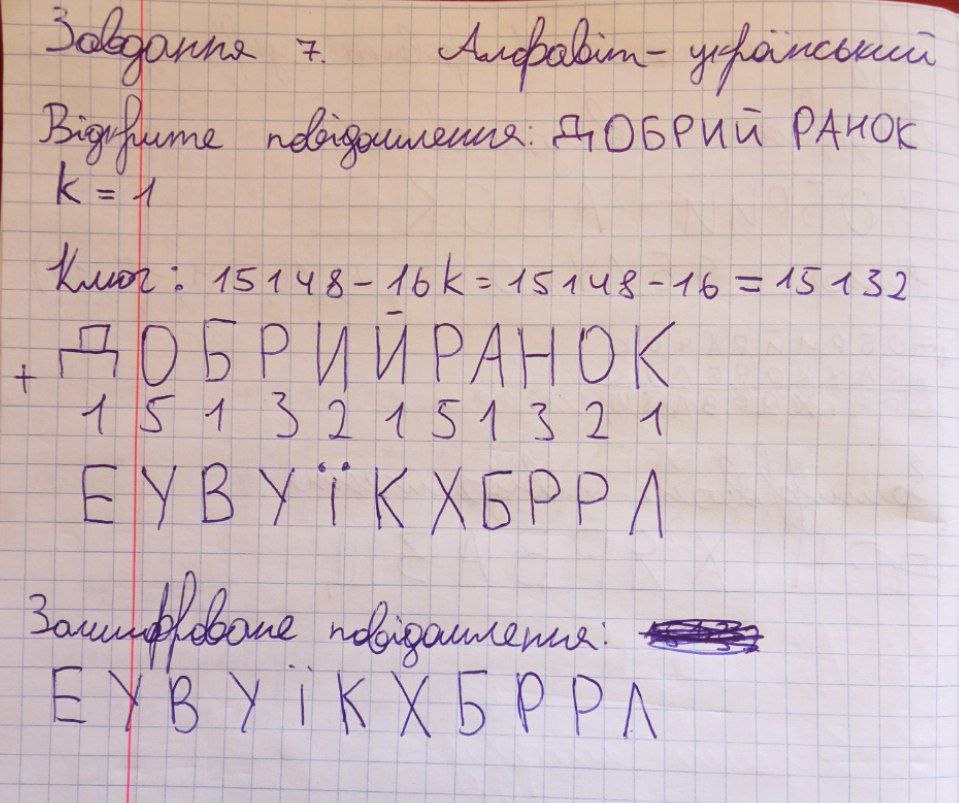 Завдання 7. Алфавіт - український
Відкрите повідомлення: ДОБРИЙ РАНОК
k = 1
Ключ: 15148 - 16k = 15148 - 16 = 15132
ДОБРИЙРАНОК
+ 1 5 1 3 2 1 5 1 3 2 1
ЕУВУЇКХБРРЛ
Зашифроване повідомлення:
ЕУВУЇКХБРРЛ